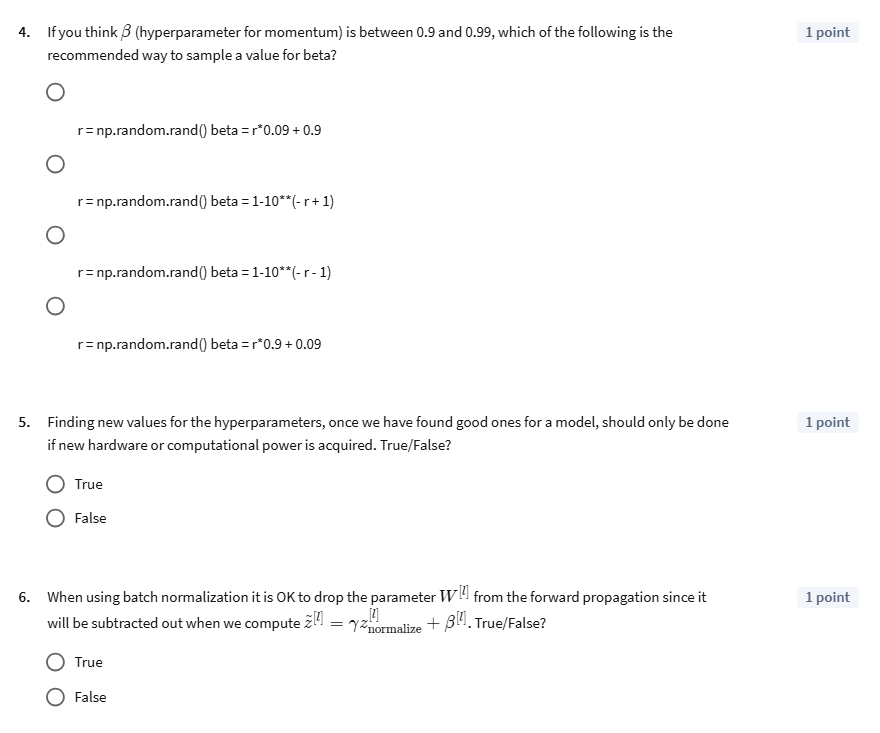 4. If you think β (hyperparameter for momentum) is between 0.9 and 0.99, which of the following is the 1 point
recommended way to sample a value for beta?
r = np.random.rand() beta = r*0.09 + 0.9
r = np.random.rand() beta = 1-10**(- r + 1)
r = np.random.rand() beta = 1-10**(- r - 1)
r = np.random.rand() beta = r*0.9 + 0.09
5. Finding new values for the hyperparameters, once we have found good ones for a model, should only be done 1 point
if new hardware or computational power is acquired. True/False?
True
False
6. When using batch normalization it is OK to drop the parameter W^[l] from the forward propagation since it 1 point
will be subtracted out when we compute z̃^[l] = γz^[l]_normalize + β^[l]. True/False?
True
False